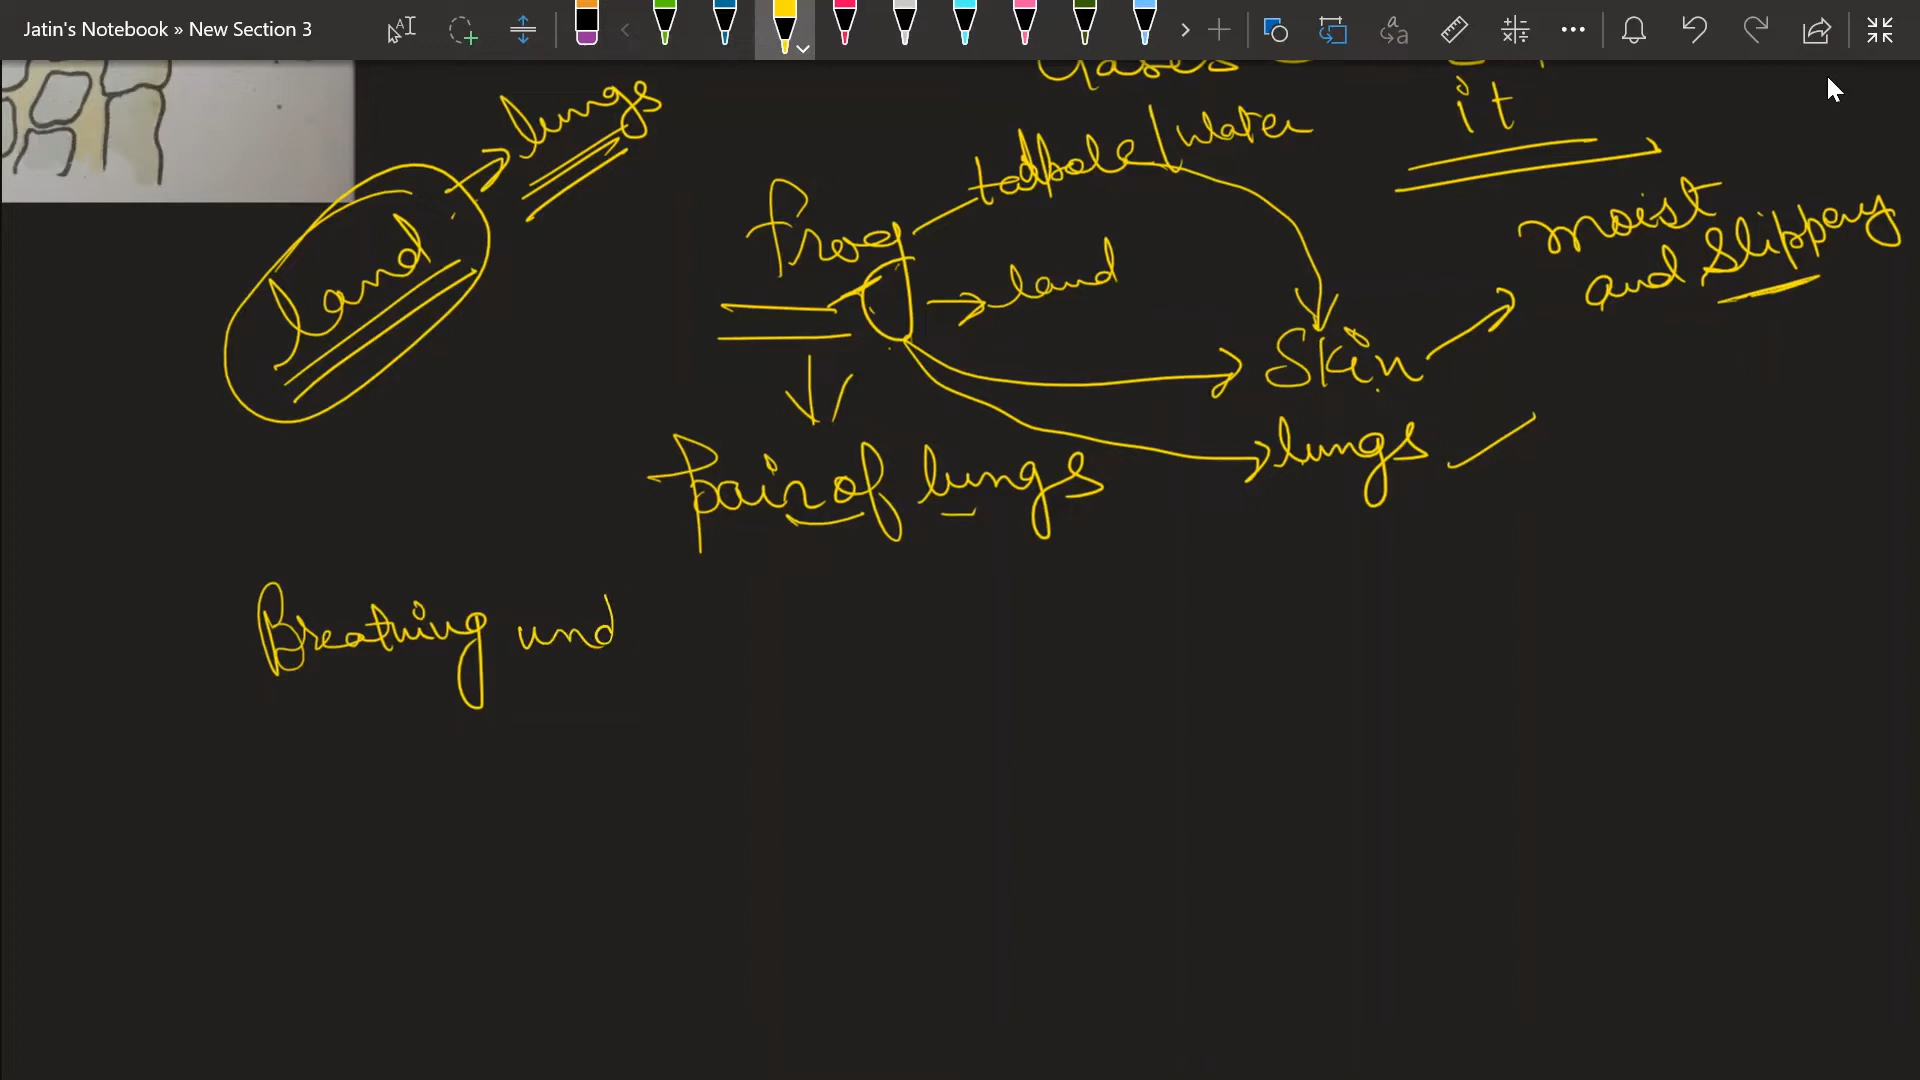 Jatin's Notebook » New Section 3
Gases
it
lungs
tadpole/water
land
frog
land
moist
and slippery
Skin
lungs
pair of lungs
Breathing und